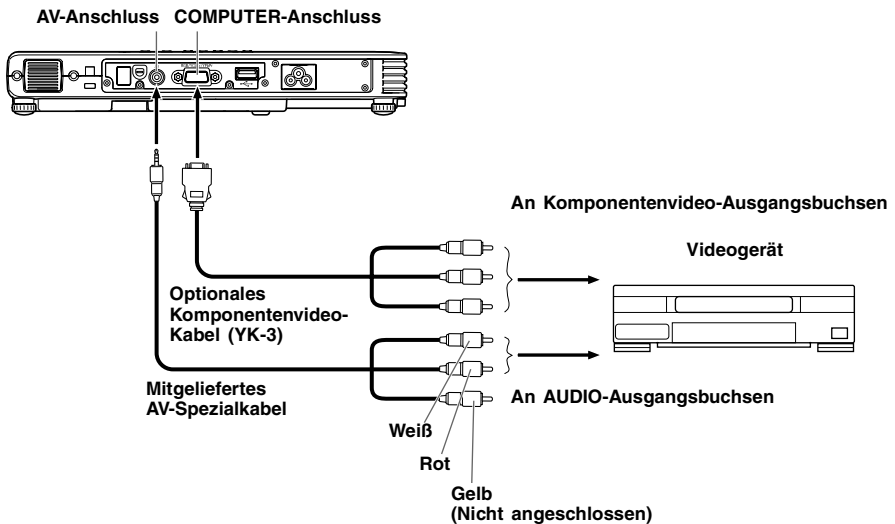 AV-Anschluss COMPUTER-Anschluss
An Komponentenvideo-Ausgangsbuchsen
Videogerät
Optionales
Komponentenvideo-
Kabel (YK-3)
Mitgeliefertes
AV-Spezialkabel
An AUDIO-Ausgangsbuchsen
Weiß
Rot
Gelb
(Nicht angeschlossen)